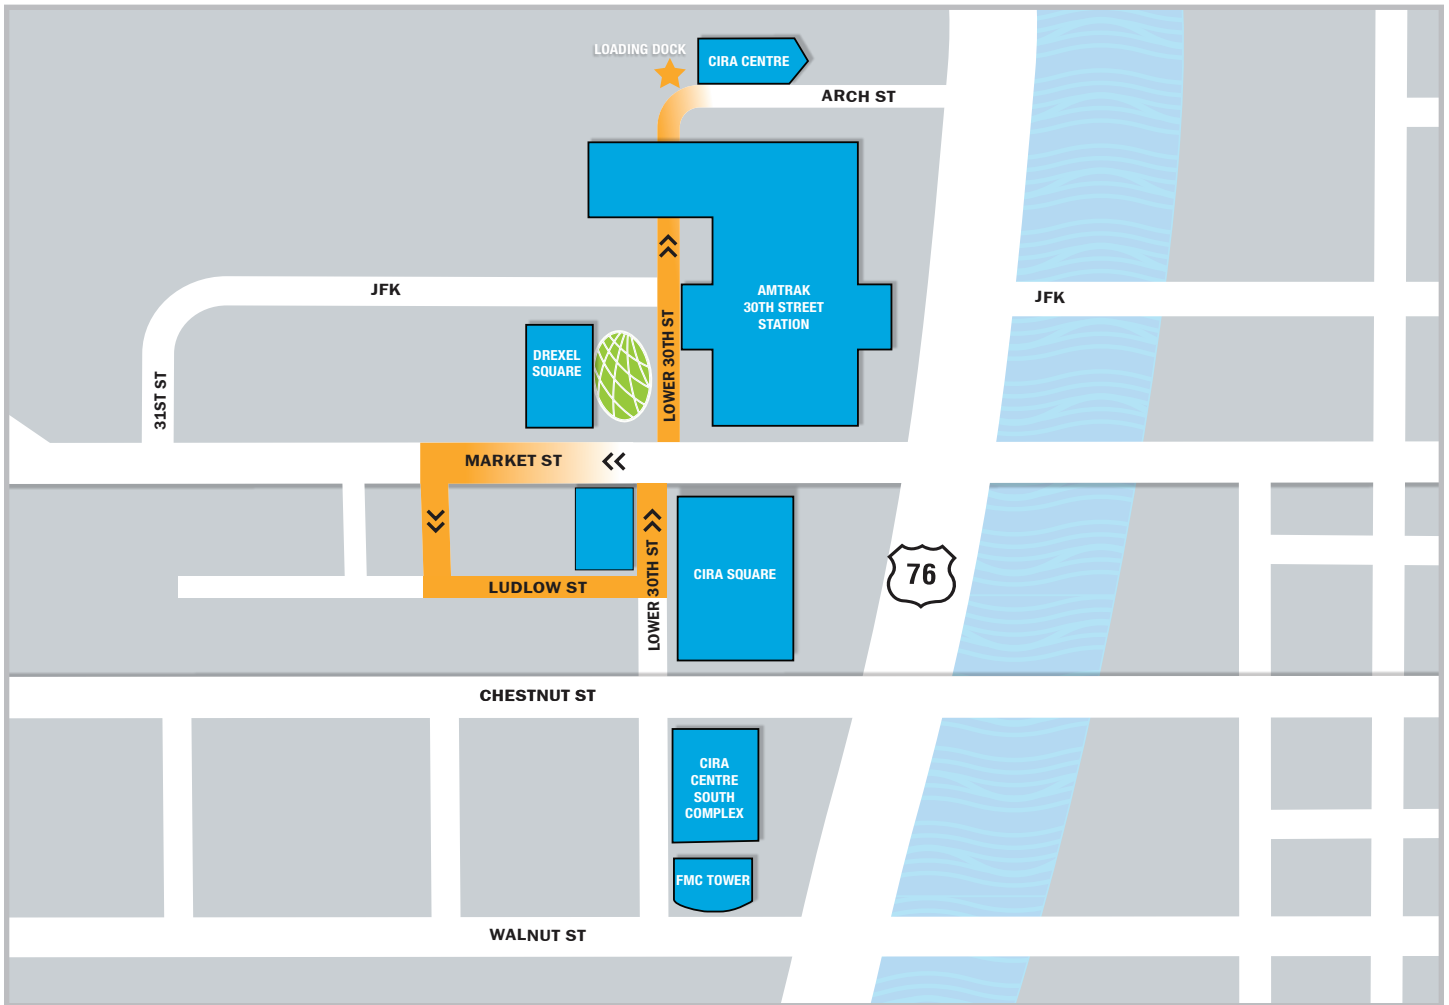 LOADING DOCK
CIRA CENTRE
ARCH ST
JFK
AMTRAK
30TH STREET
STATION
JFK
DREXEL
SQUARE
LOWER 30TH ST
31ST ST
MARKET ST
LOWER 30TH ST
CIRA SQUARE
76
LUDLOW ST
CHESTNUT ST
CIRA
CENTRE
SOUTH
COMPLEX
FMC TOWER
WALNUT ST